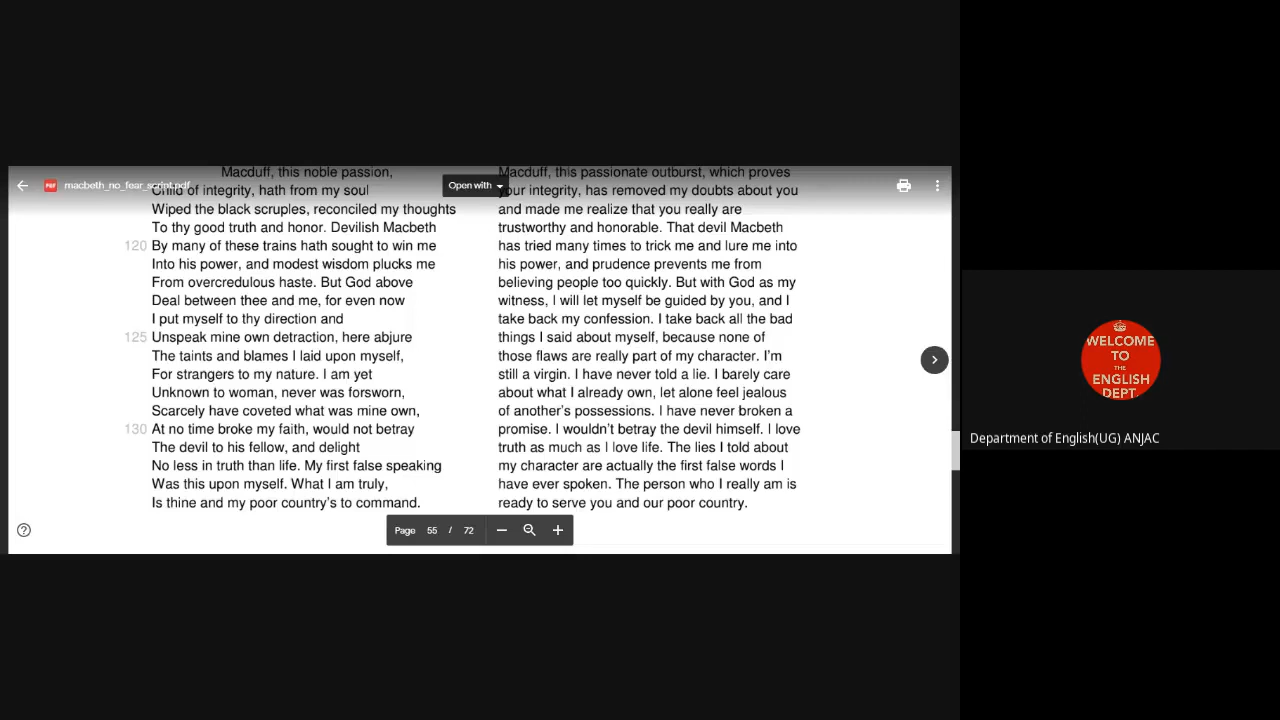 Macduff, this noble passion,
Child of integrity, hath from my soul
Wiped the black scruples, reconciled my thoughts
To thy good truth and honor. Devilish Macbeth
120 By many of these trains hath sought to win me
Into his power, and modest wisdom plucks me
From overcredulous haste. But God above
Deal between thee and me, for even now
I put myself to thy direction and
125 Unspeak mine own detraction, here abjure
The taints and blames I laid upon myself,
For strangers to my nature. I am yet
Unknown to woman, never was forsworn,
Scarcely have coveted what was mine own,
130 At no time broke my faith, would not betray
The devil to his fellow, and delight
No less in truth than life. My first false speaking
Was this upon myself. What I am truly,
Is thine and my poor country's to command.
Macduff, this passionate outburst, which proves
your integrity, has removed my doubts about you
and made me realize that you really are
trustworthy and honorable. That devil Macbeth
has tried many times to trick me and lure me into
his power, and prudence prevents me from
believing people too quickly. But with God as my
witness, I will let myself be guided by you, and I
take back my confession. I take back all the bad
things I said about myself, because none of
those flaws are really part of my character. I'm
still a virgin. I have never told a lie. I barely care
about what I already own, let alone feel jealous
of another's possessions. I have never broken a
promise. I wouldn't betray the devil himself. I love
truth as much as I love life. The lies I told about
my character are actually the first false words I
have ever spoken. The person who I really am is
ready to serve you and our poor country.
PDF macbeth_no_fear_script.pdf
Open with
Page 55 / 72
WELCOME
TO
THE
ENGLISH
DEPT.
Department of English(UG) ANJAC